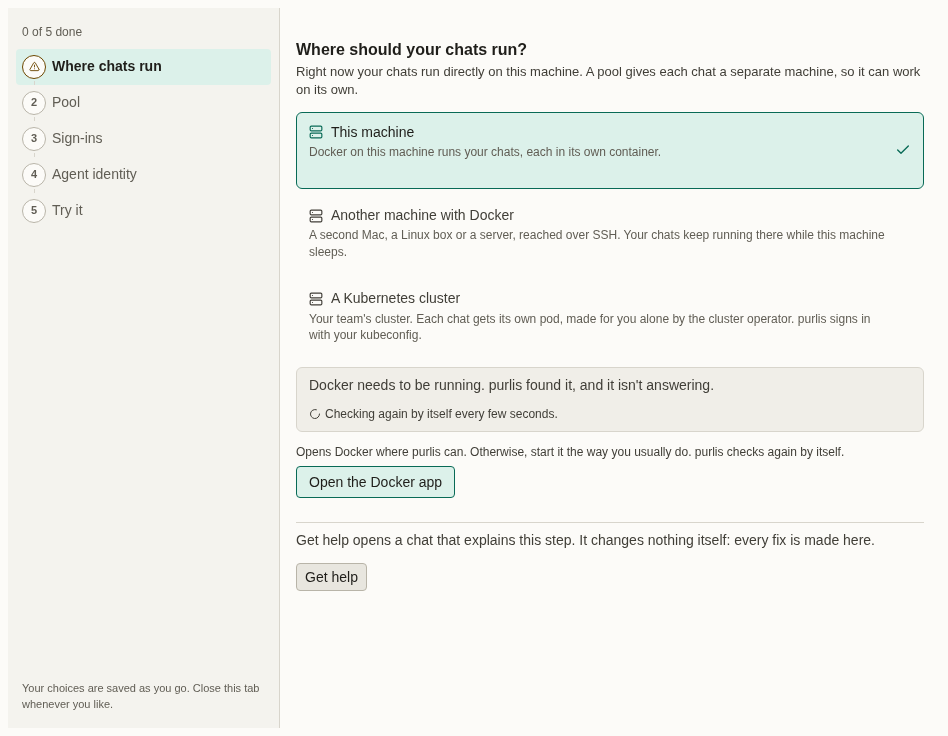 0 of 5 done
Where chats run
2 Pool
3 Sign-ins
4 Agent identity
5 Try it
Your choices are saved as you go. Close this tab
whenever you like.
Where should your chats run?
Right now your chats run directly on this machine. A pool gives each chat a separate machine, so it can work
on its own.
This machine
Docker on this machine runs your chats, each in its own container.
Another machine with Docker
A second Mac, a Linux box or a server, reached over SSH. Your chats keep running there while this machine
sleeps.
A Kubernetes cluster
Your team's cluster. Each chat gets its own pod, made for you alone by the cluster operator. purlis signs in
with your kubeconfig.
Docker needs to be running. purlis found it, and it isn't answering.
Checking again by itself every few seconds.
Opens Docker where purlis can. Otherwise, start it the way you usually do. purlis checks again by itself.
Open the Docker app
Get help opens a chat that explains this step. It changes nothing itself: every fix is made here.
Get help